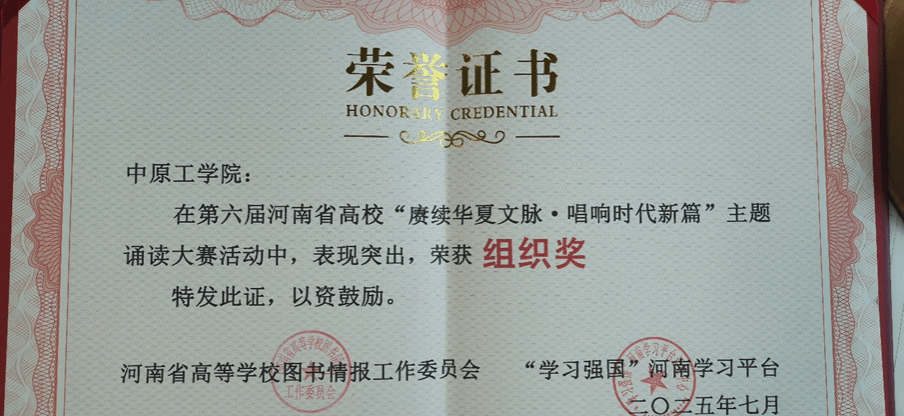 荣誉证书
HONORARY CREDENTIAL
中原工学院：
在第六届河南省高校“赓续华夏文脉·唱响时代新篇”主题
诵读大赛活动中，表现突出，荣获 组织奖
特发此证，以资鼓励。
河南省高等学校图书情报工作委员会 “学习强国”河南学习平台
二〇二五年七月